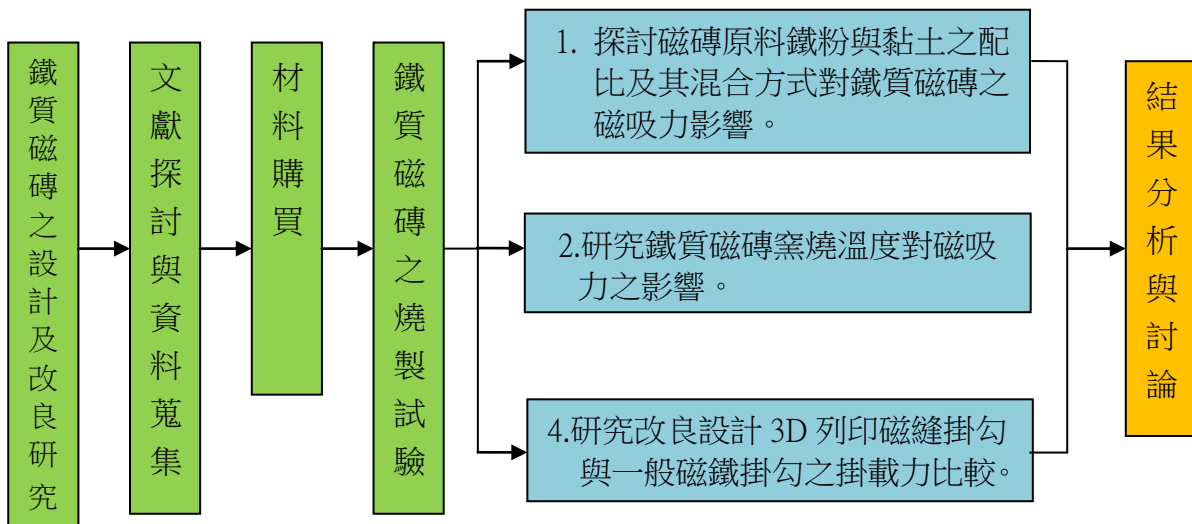 鐵質磁磚之設計及改良研究
文獻探討與資料蒐集
材料購買
鐵質磁磚之燒製試驗
1. 探討磁磚原料鐵粉與黏土之配
比及其混合方式對鐵質磁磚之
磁吸力影響。
2.研究鐵質磁磚窯燒溫度對磁吸
力之影響。
4.研究改良設計 3D 列印磁縫掛勾
與一般磁鐵掛勾之掛載力比較。
結果分析與討論